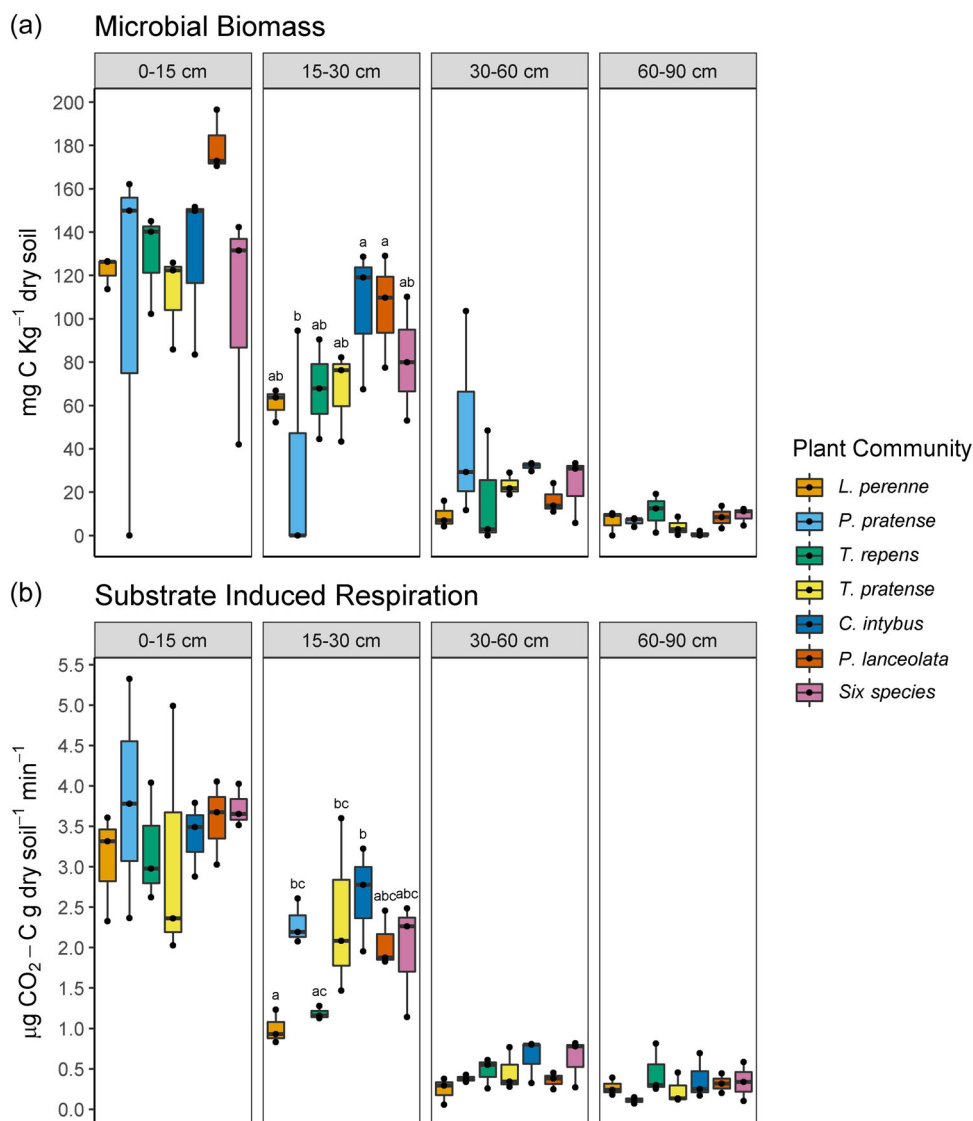 (a) Microbial Biomass
0-15 cm 15-30 cm 30-60 cm 60-90 cm
200
180
160
140
120
100
80
60
40
20
0
mg C Kg⁻¹ dry soil
a a
b ab ab ab
ab
Plant Community
L. perenne
P. pratense
T. repens
T. pratense
C. intybus
P. lanceolata
Six species
(b) Substrate Induced Respiration
0-15 cm 15-30 cm 30-60 cm 60-90 cm
5.5
5.0
4.5
4.0
3.5
3.0
2.5
2.0
1.5
1.0
0.5
0.0
µg CO₂ – C g dry soil⁻¹ min⁻¹
bc
b
bc abc abc
a ac